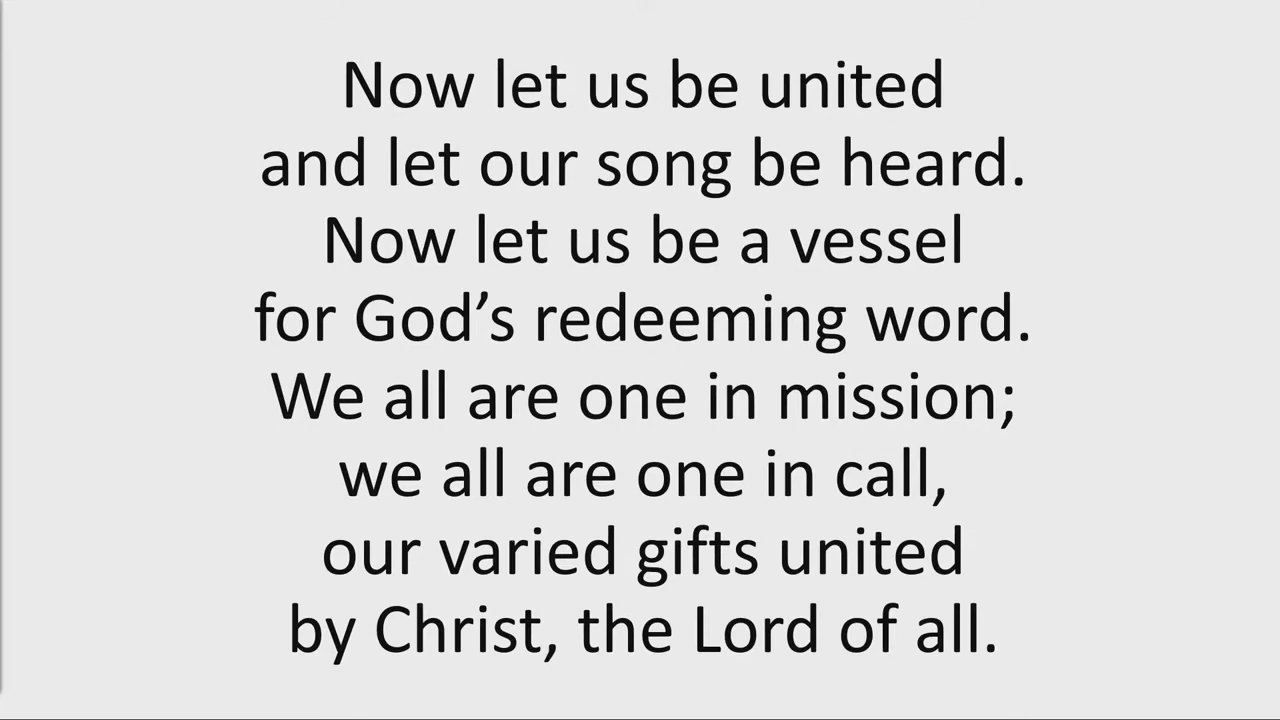 Now let us be united
and let our song be heard.
Now let us be a vessel
for God’s redeeming word.
We all are one in mission;
we all are one in call,
our varied gifts united
by Christ, the Lord of all.